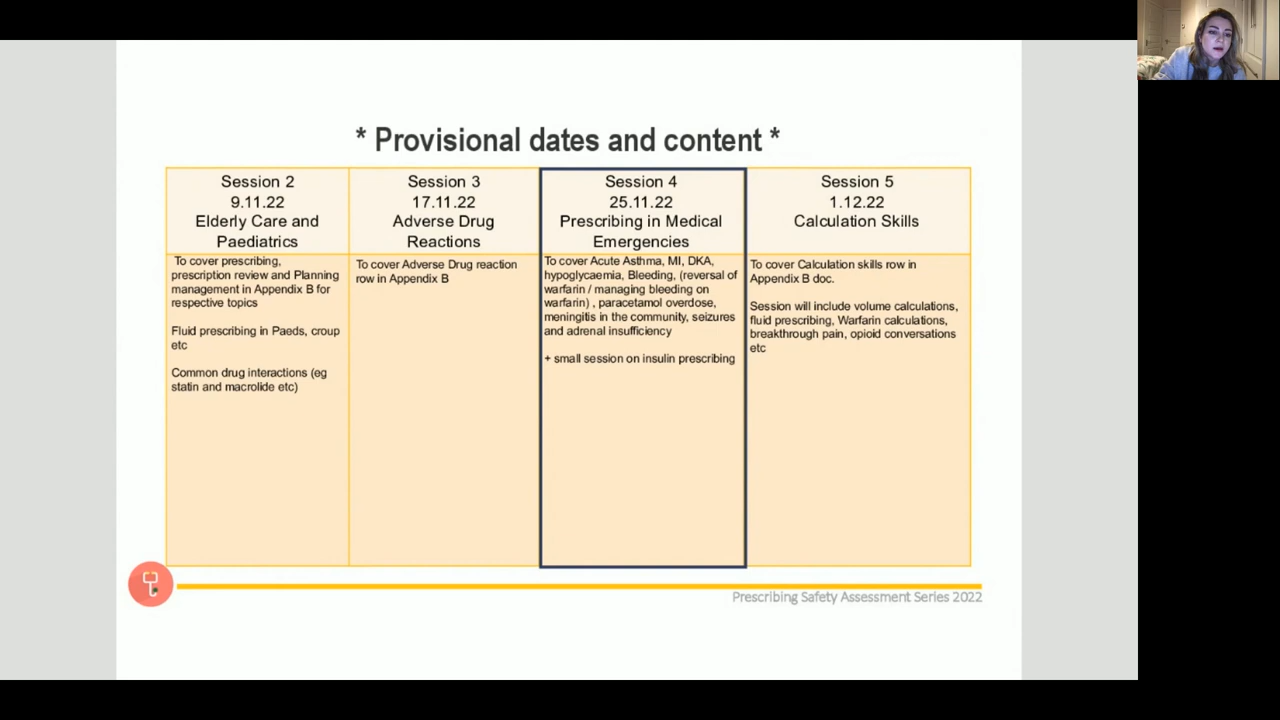 * Provisional dates and content *
Session 2
9.11.22
Elderly Care and
Paediatrics
To cover prescribing,
prescription review and Planning
management in Appendix B for
respective topics
Fluid prescribing in Paeds, croup
etc
Common drug interactions (eg
statin and macrolide etc)
Session 3
17.11.22
Adverse Drug
Reactions
To cover Adverse Drug reaction
row in Appendix B
Session 4
25.11.22
Prescribing in Medical
Emergencies
To cover Acute Asthma, MI, DKA,
hypoglycaemia, Bleeding, (reversal of
warfarin / managing bleeding on
warfarin) , paracetamol overdose,
meningitis in the community, seizures
and adrenal insufficiency
+ small session on insulin prescribing
Session 5
1.12.22
Calculation Skills
To cover Calculation skills row in
Appendix B doc.
Session will include volume calculations,
fluid prescribing, Warfarin calculations,
breakthrough pain, opioid conversations
etc
Prescribing Safety Assessment Series 2022